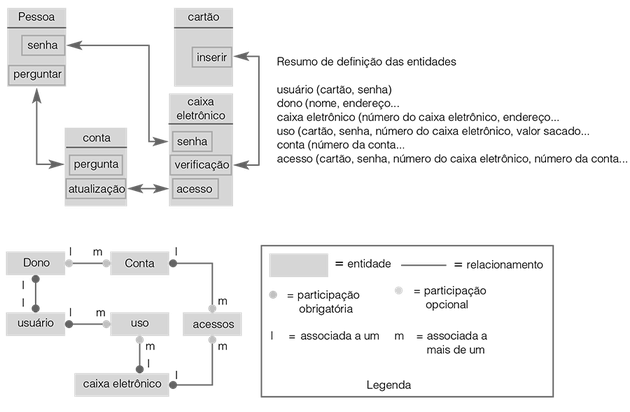 Pessoa
senha
perguntar
cartão
inserir
caixa
eletrônico
senha
verificação
acesso
conta
pergunta
atualização
Resumo de definição das entidades
usuário (cartão, senha)
dono (nome, endereço...
caixa eletrônico (número do caixa eletrônico, endereço...
uso (cartão, senha, número do caixa eletrônico, valor sacado...
conta (número da conta...
acesso (cartão, senha, número do caixa eletrônico, número da conta...
Dono
l
m
Conta
l
l
l
m
usuário
l
m
uso
acessos
m
l
m
caixa eletrônico
l
= entidade
= relacionamento
= participação
obrigatória
= participação
opcional
l = associada a um
m = associada a
mais de um
Legenda